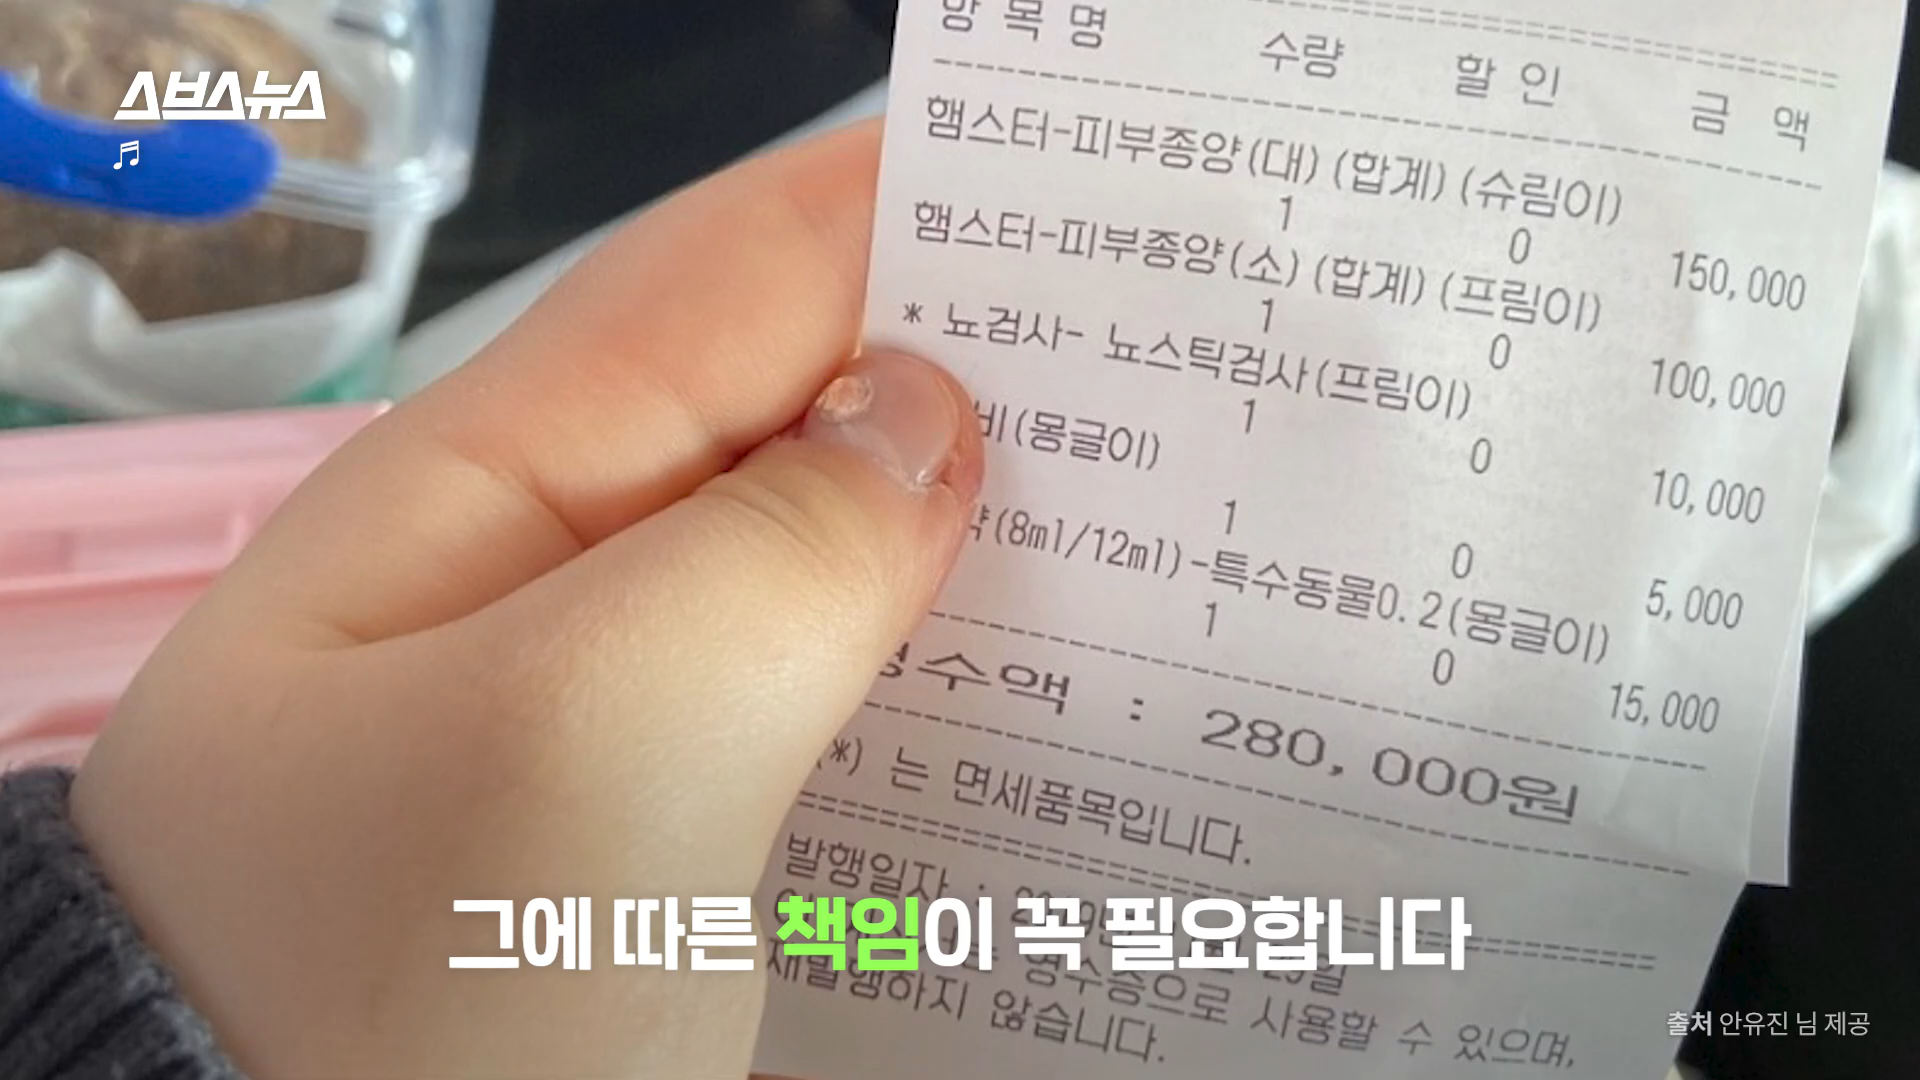 스브스뉴스
항 목 명 수량 할 인 금 액
햄스터-피부종양(대) (합계) (슈림이)
1 0 150,000
햄스터-피부종양(소) (합계) (프림이)
1 0 100,000
* 뇨검사- 뇨스틱검사(프림이)
1 0 10,000
비(몽글이)
1 0 5,000
약(8ml/12ml)-특수동물0.2(몽글이)
1 0 15,000
영수액 : 280,000원
(*) 는 면세품목입니다.
발행일자 :
영수증으로 사용할 수 있으며,
재발행하지 않습니다.
그에 따른 책임이 꼭 필요합니다
출처 안유진 님 제공